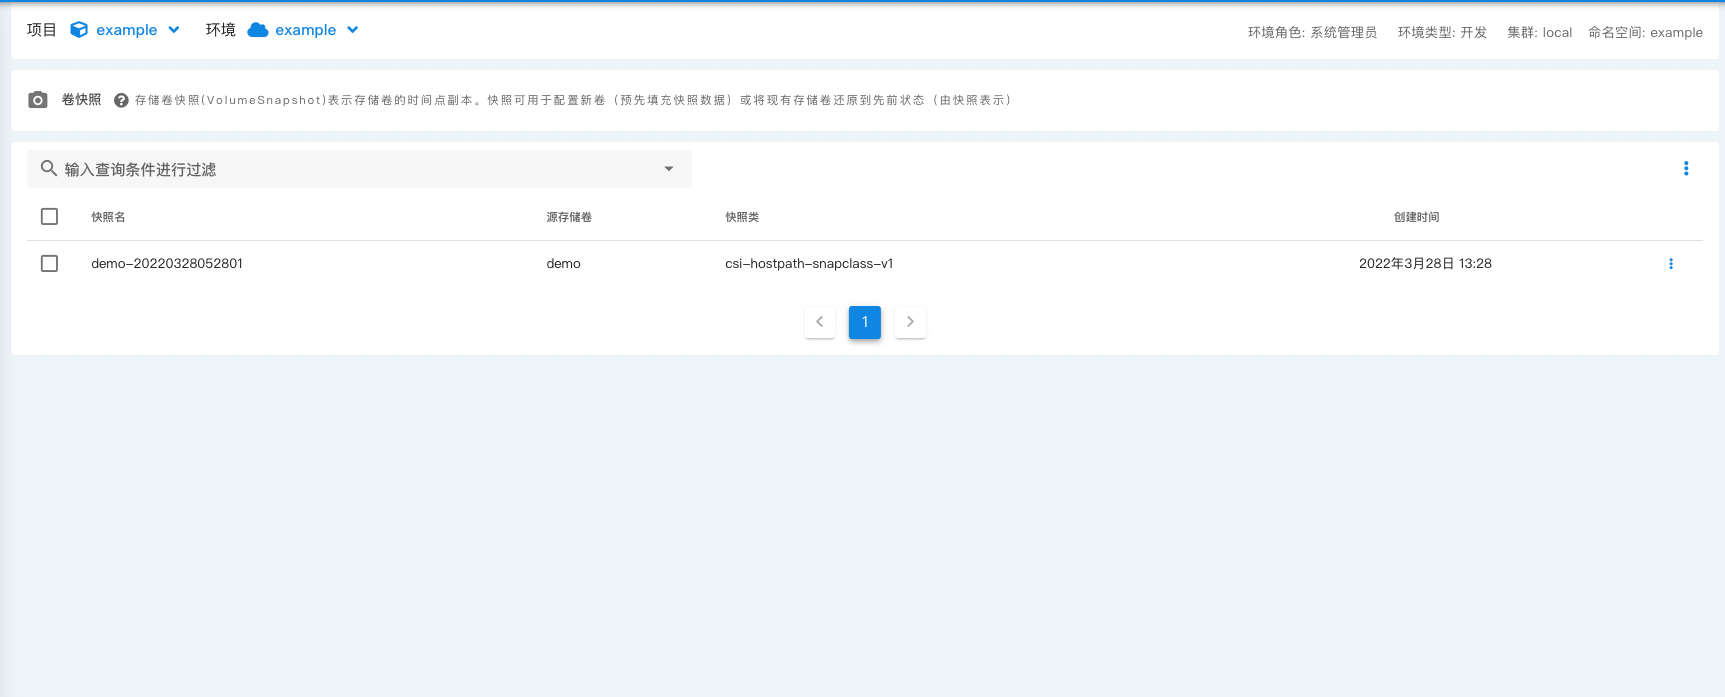 项目 example 环境 example 环境角色: 系统管理员 环境类型: 开发 集群: local 命名空间: example
卷快照 存储卷快照(VolumeSnapshot)表示存储卷的时间点副本。快照可用于配置新卷（预先填充快照数据）或将现有存储卷还原到先前状态（由快照表示）
输入查询条件进行过滤
快照名 源存储卷 快照类 创建时间
demo-20220328052801 demo csi-hostpath-snapclass-v1 2022年3月28日 13:28
1